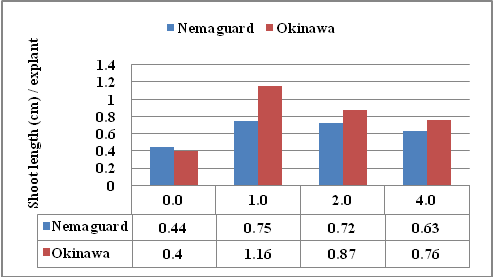 Nemaguard Okinawa
Shoot length (cm) / explant
1.4
1.2
1
0.8
0.6
0.4
0.2
0
0.0 1.0 2.0 4.0
Nemaguard 0.44 0.75 0.72 0.63
Okinawa 0.4 1.16 0.87 0.76